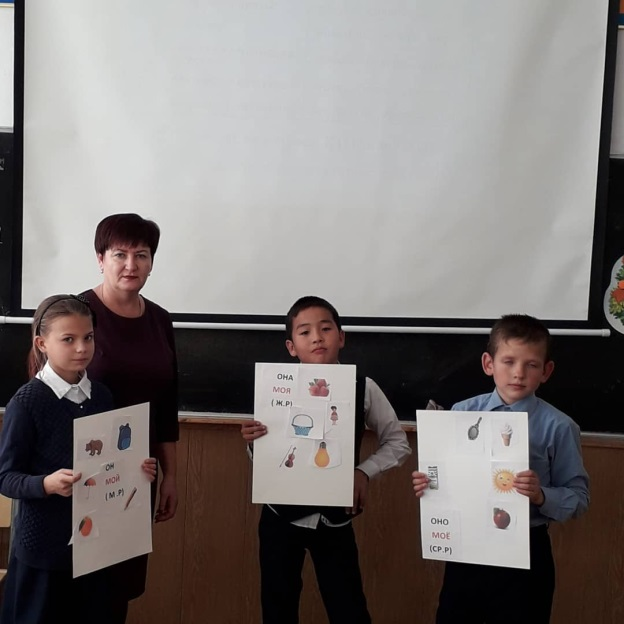 ОН
МОЙ
( М .Р)
ОНА
МОЯ
( Ж.Р)
ОНО
МОЁ
(СР.Р)